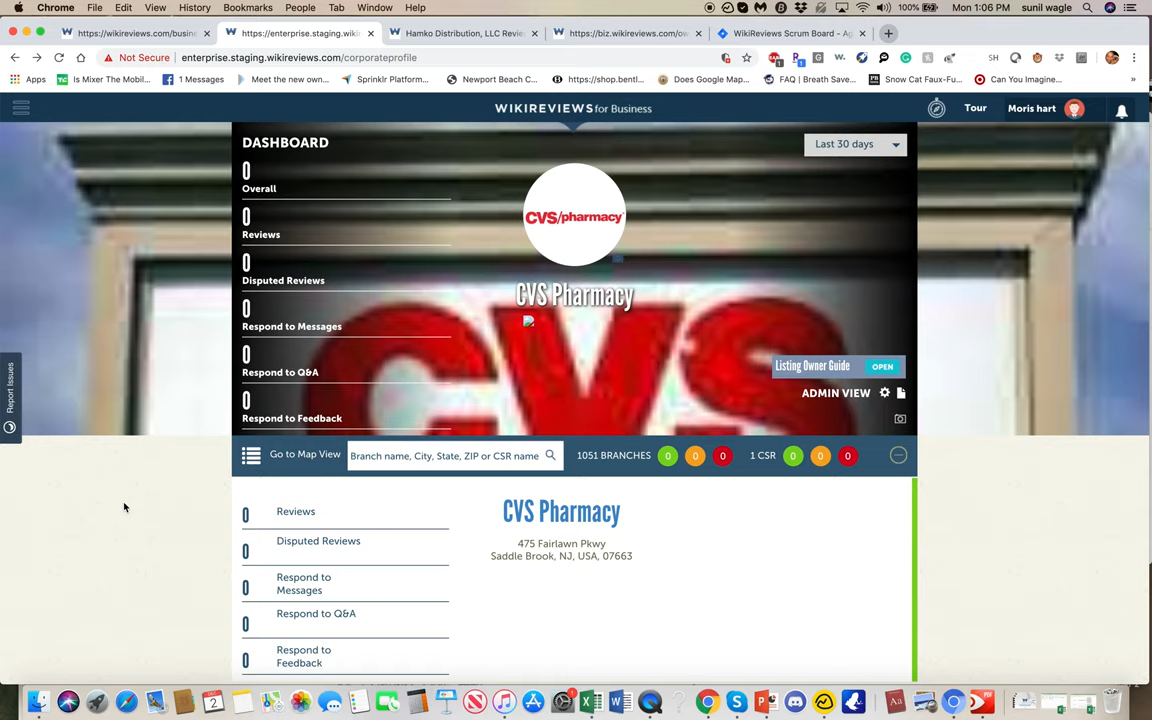 Chrome File Edit View History Bookmarks People Tab Window Help 100% Mon 1:06 PM sunil wagle
https://wikireviews.com/busin https://enterprise.staging.wiki Hamko Distribution, LLC Revie https://biz.wikireviews.com/ow WikiReviews Scrum Board - Ag
Not Secure enterprise.staging.wikireviews.com/corporateprofile SH
Apps Is Mixer The Mobil... 1 Messages Meet the new own... Sprinklr Platform... Newport Beach C... https://shop.bentl... Does Google Map... FAQ | Breath Save... Snow Cat Faux-Fu... Can You Imagine...
WIKIREVIEWS for Business
Tour
Moris hart
DASHBOARD
Last 30 days
0
Overall
0
Reviews
0
Disputed Reviews
0
Respond to Messages
0
Respond to Q&A
0
Respond to Feedback
CVS/pharmacy
CVS Pharmacy
CVS
Listing Owner Guide OPEN
ADMIN VIEW
Report Issues
Go to Map View Branch name, City, State, ZIP or CSR name 1051 BRANCHES 0 0 0 1 CSR 0 0 0
0 Reviews
0 Disputed Reviews
0 Respond to
Messages
0 Respond to Q&A
0 Respond to
Feedback
CVS Pharmacy
475 Fairlawn Pkwy
Saddle Brook, NJ, USA, 07663